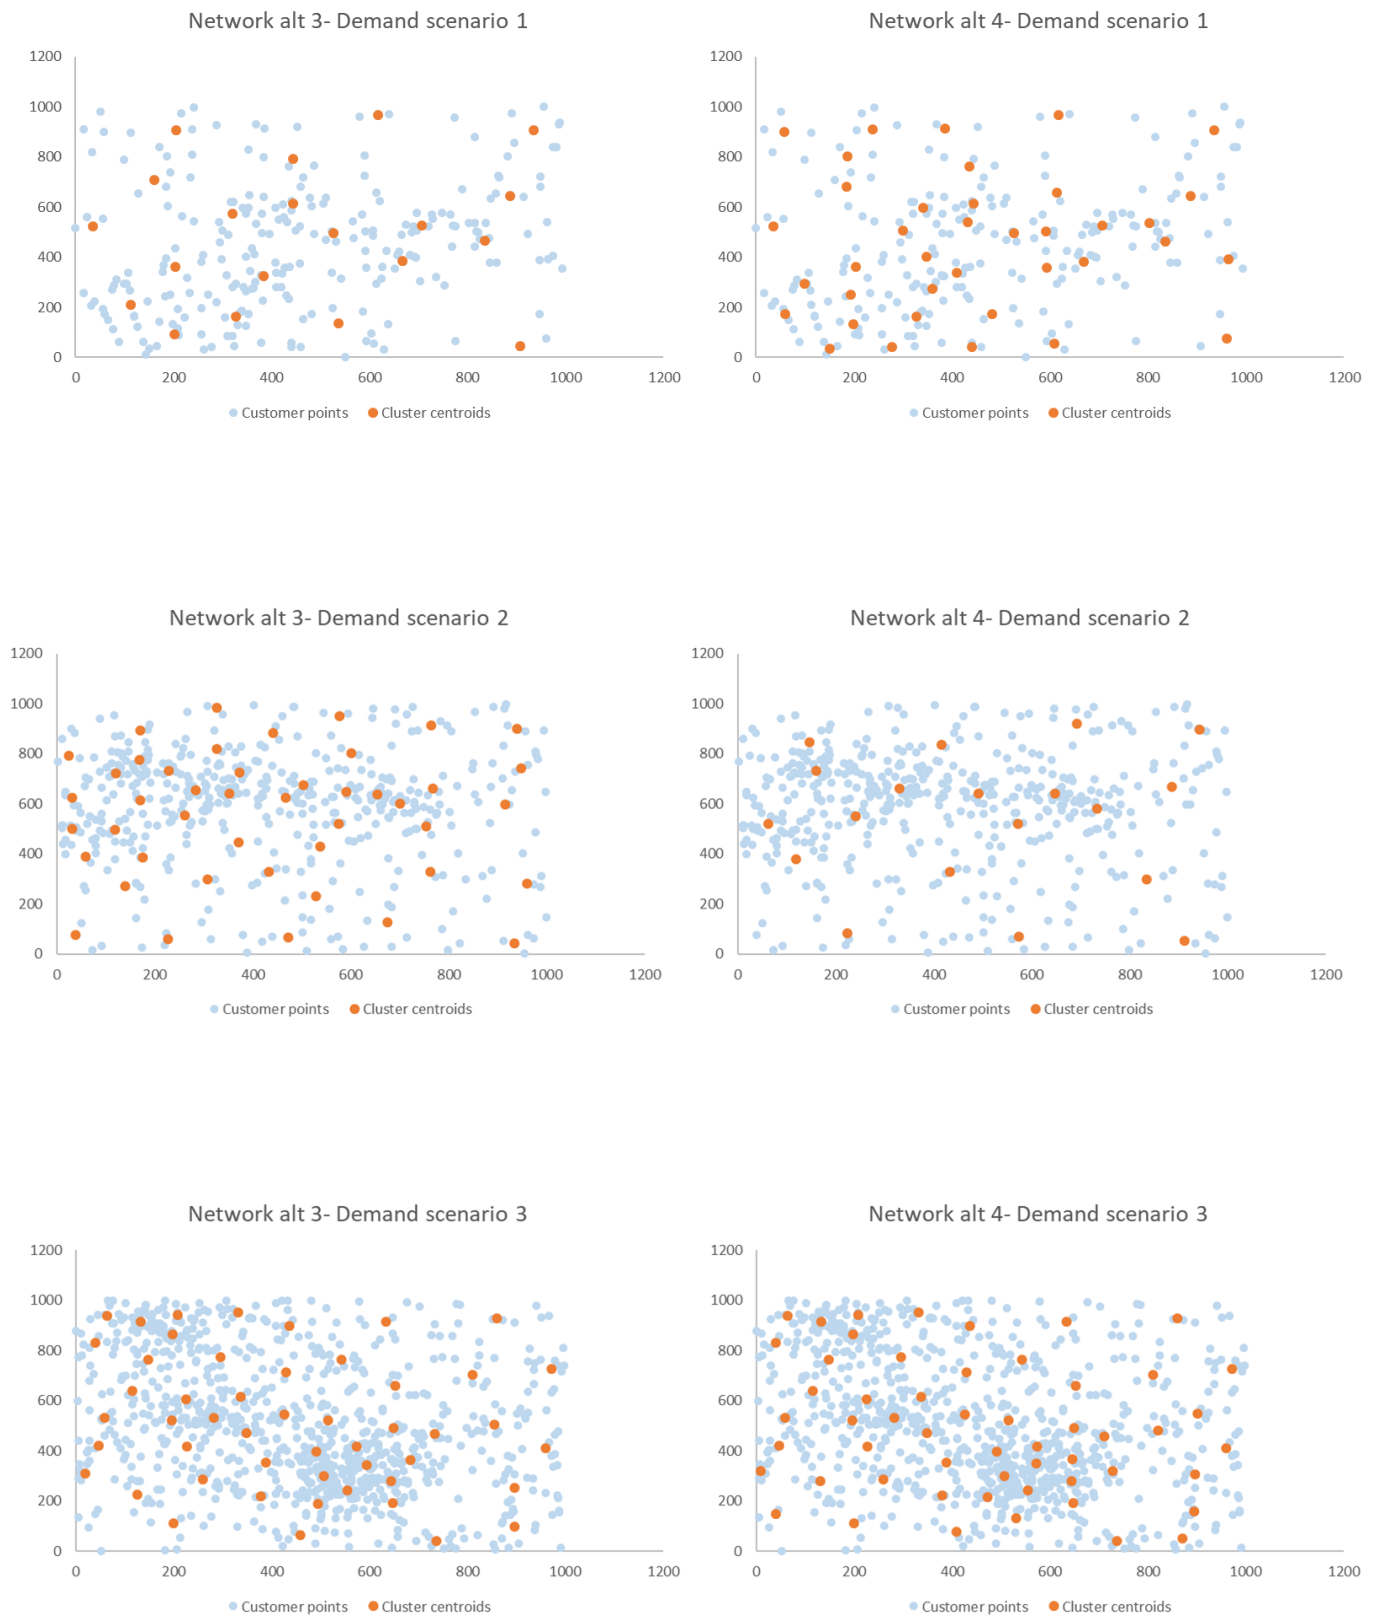 Network alt 3- Demand scenario 1
1200
1000
800
600
400
200
0
0 200 400 600 800 1000 1200
Customer points Cluster centroids
Network alt 4- Demand scenario 1
1200
1000
800
600
400
200
0
0 200 400 600 800 1000 1200
Customer points Cluster centroids
Network alt 3- Demand scenario 2
1200
1000
800
600
400
200
0
0 200 400 600 800 1000 1200
Customer points Cluster centroids
Network alt 4- Demand scenario 2
1200
1000
800
600
400
200
0
0 200 400 600 800 1000 1200
Customer points Cluster centroids
Network alt 3- Demand scenario 3
1200
1000
800
600
400
200
0
0 200 400 600 800 1000 1200
Customer points Cluster centroids
Network alt 4- Demand scenario 3
1200
1000
800
600
400
200
0
0 200 400 600 800 1000 1200
Customer points Cluster centroids